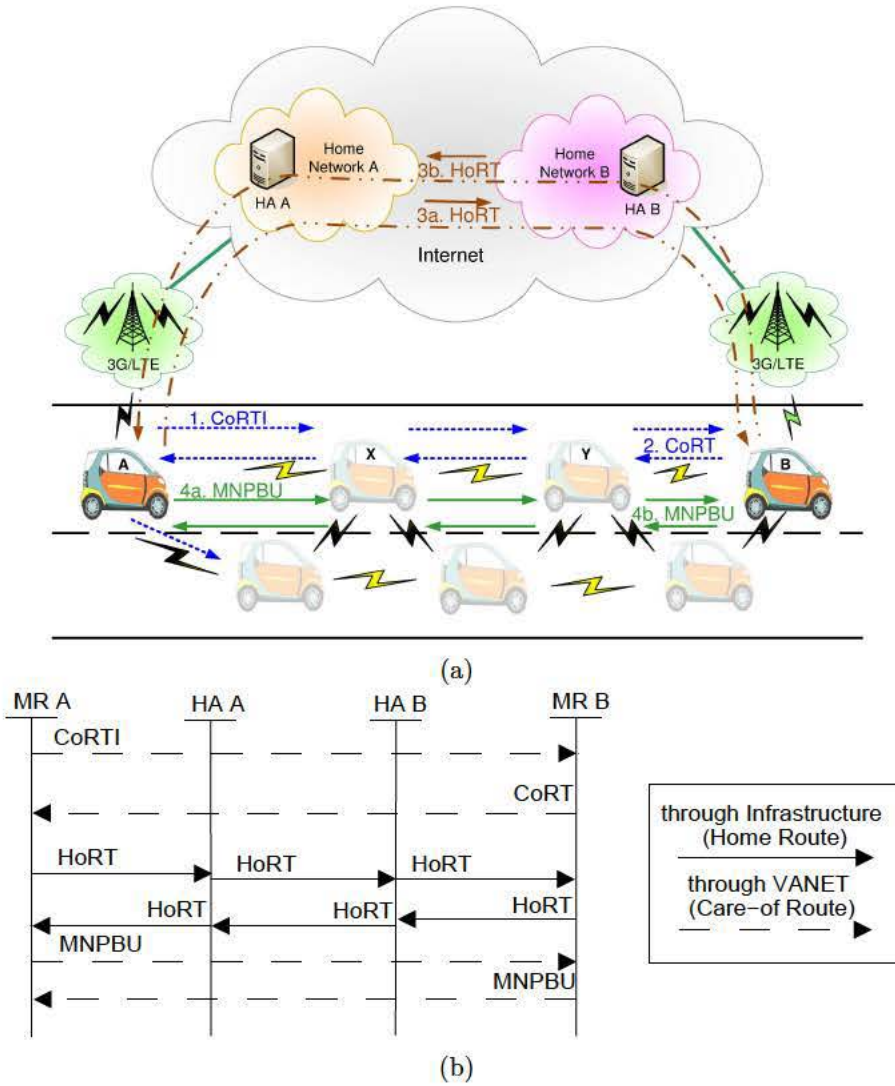 Home
Network A
HA A
3b. HoRT
Home
Network B
HA B
3a. HoRT
Internet
3G/LTE
3G/LTE
1. CoRTI
A
X
Y
2. CoRT
B
4a. MNPBU
4b. MNPBU
(a)
MR A
HA A
HA B
MR B
CoRTI
CoRT
HoRT
HoRT
HoRT
HoRT
HoRT
HoRT
MNPBU
MNPBU
through Infrastructure
(Home Route)
through VANET
(Care-of Route)
(b)